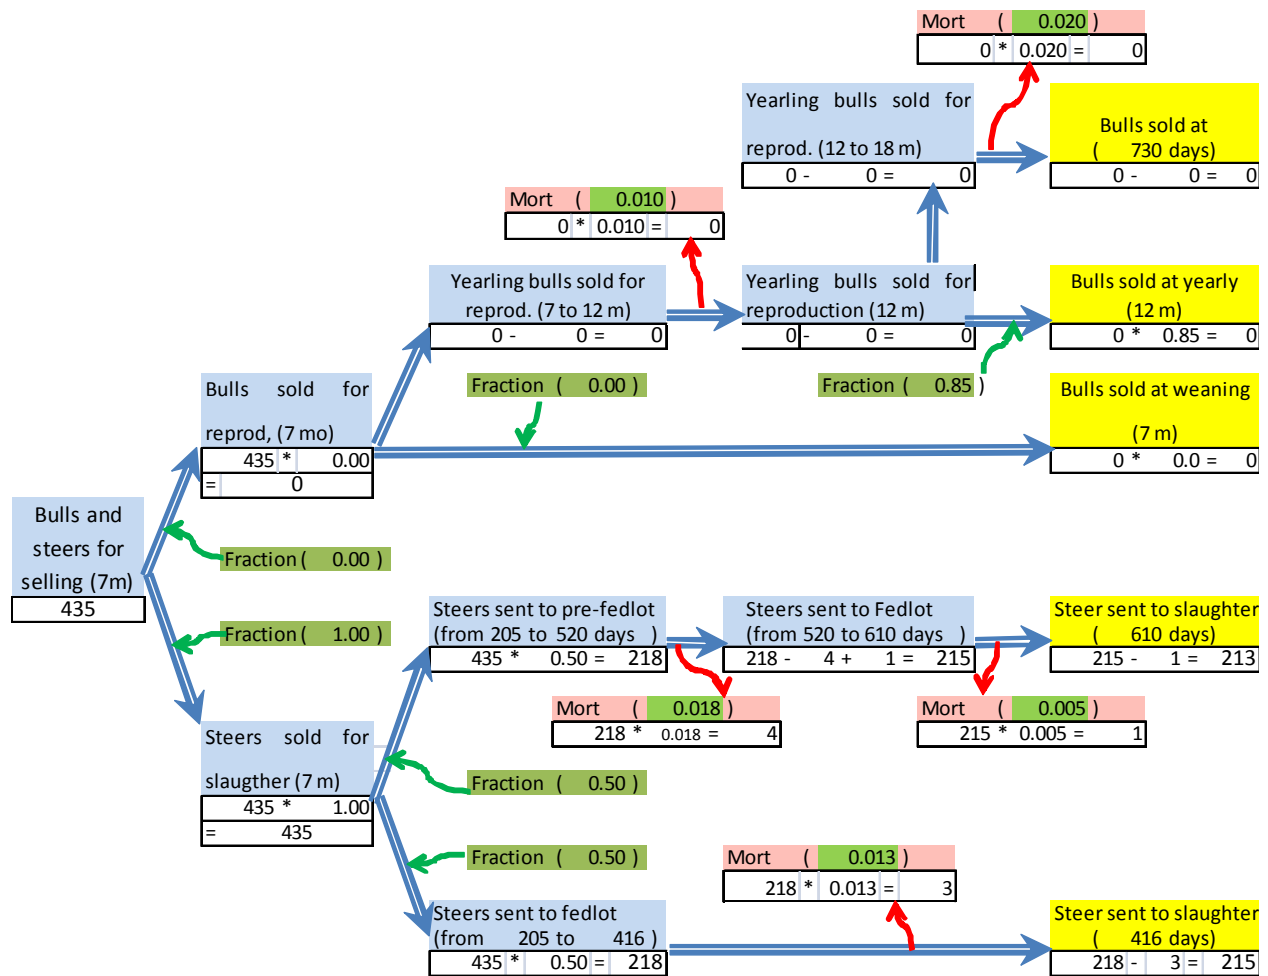 Mort ( 0.020 )
0 * 0.020 = 0
Yearling bulls sold for
reprod. (12 to 18 m)
0 - 0 = 0
Bulls sold at
( 730 days)
0 - 0 = 0
Mort ( 0.010 )
0 * 0.010 = 0
Yearling bulls sold for
reprod. (7 to 12 m)
0 - 0 = 0
Yearling bulls sold for
reproduction (12 m)
0 - 0 = 0
Bulls sold at yearly
(12 m)
0 * 0.85 = 0
Fraction ( 0.00 )
Fraction ( 0.85 )
Bulls sold for
reprod, (7 mo)
435 * 0.00
= 0
Bulls sold at weaning
(7 m)
0 * 0.0 = 0
Bulls and
steers for
selling (7m)
435
Fraction ( 0.00 )
Fraction ( 1.00 )
Steers sent to pre-fedlot
(from 205 to 520 days )
435 * 0.50 = 218
Steers sent to Fedlot
(from 520 to 610 days )
218 - 4 + 1 = 215
Steer sent to slaughter
( 610 days)
215 - 1 = 213
Mort ( 0.018 )
218 * 0.018 = 4
Mort ( 0.005 )
215 * 0.005 = 1
Steers sold for
slaugther (7 m)
435 * 1.00
= 435
Fraction ( 0.50 )
Fraction ( 0.50 )
Mort ( 0.013 )
218 * 0.013 = 3
Steers sent to fedlot
(from 205 to 416 )
435 * 0.50 = 218
Steer sent to slaughter
( 416 days)
218 - 3 = 215